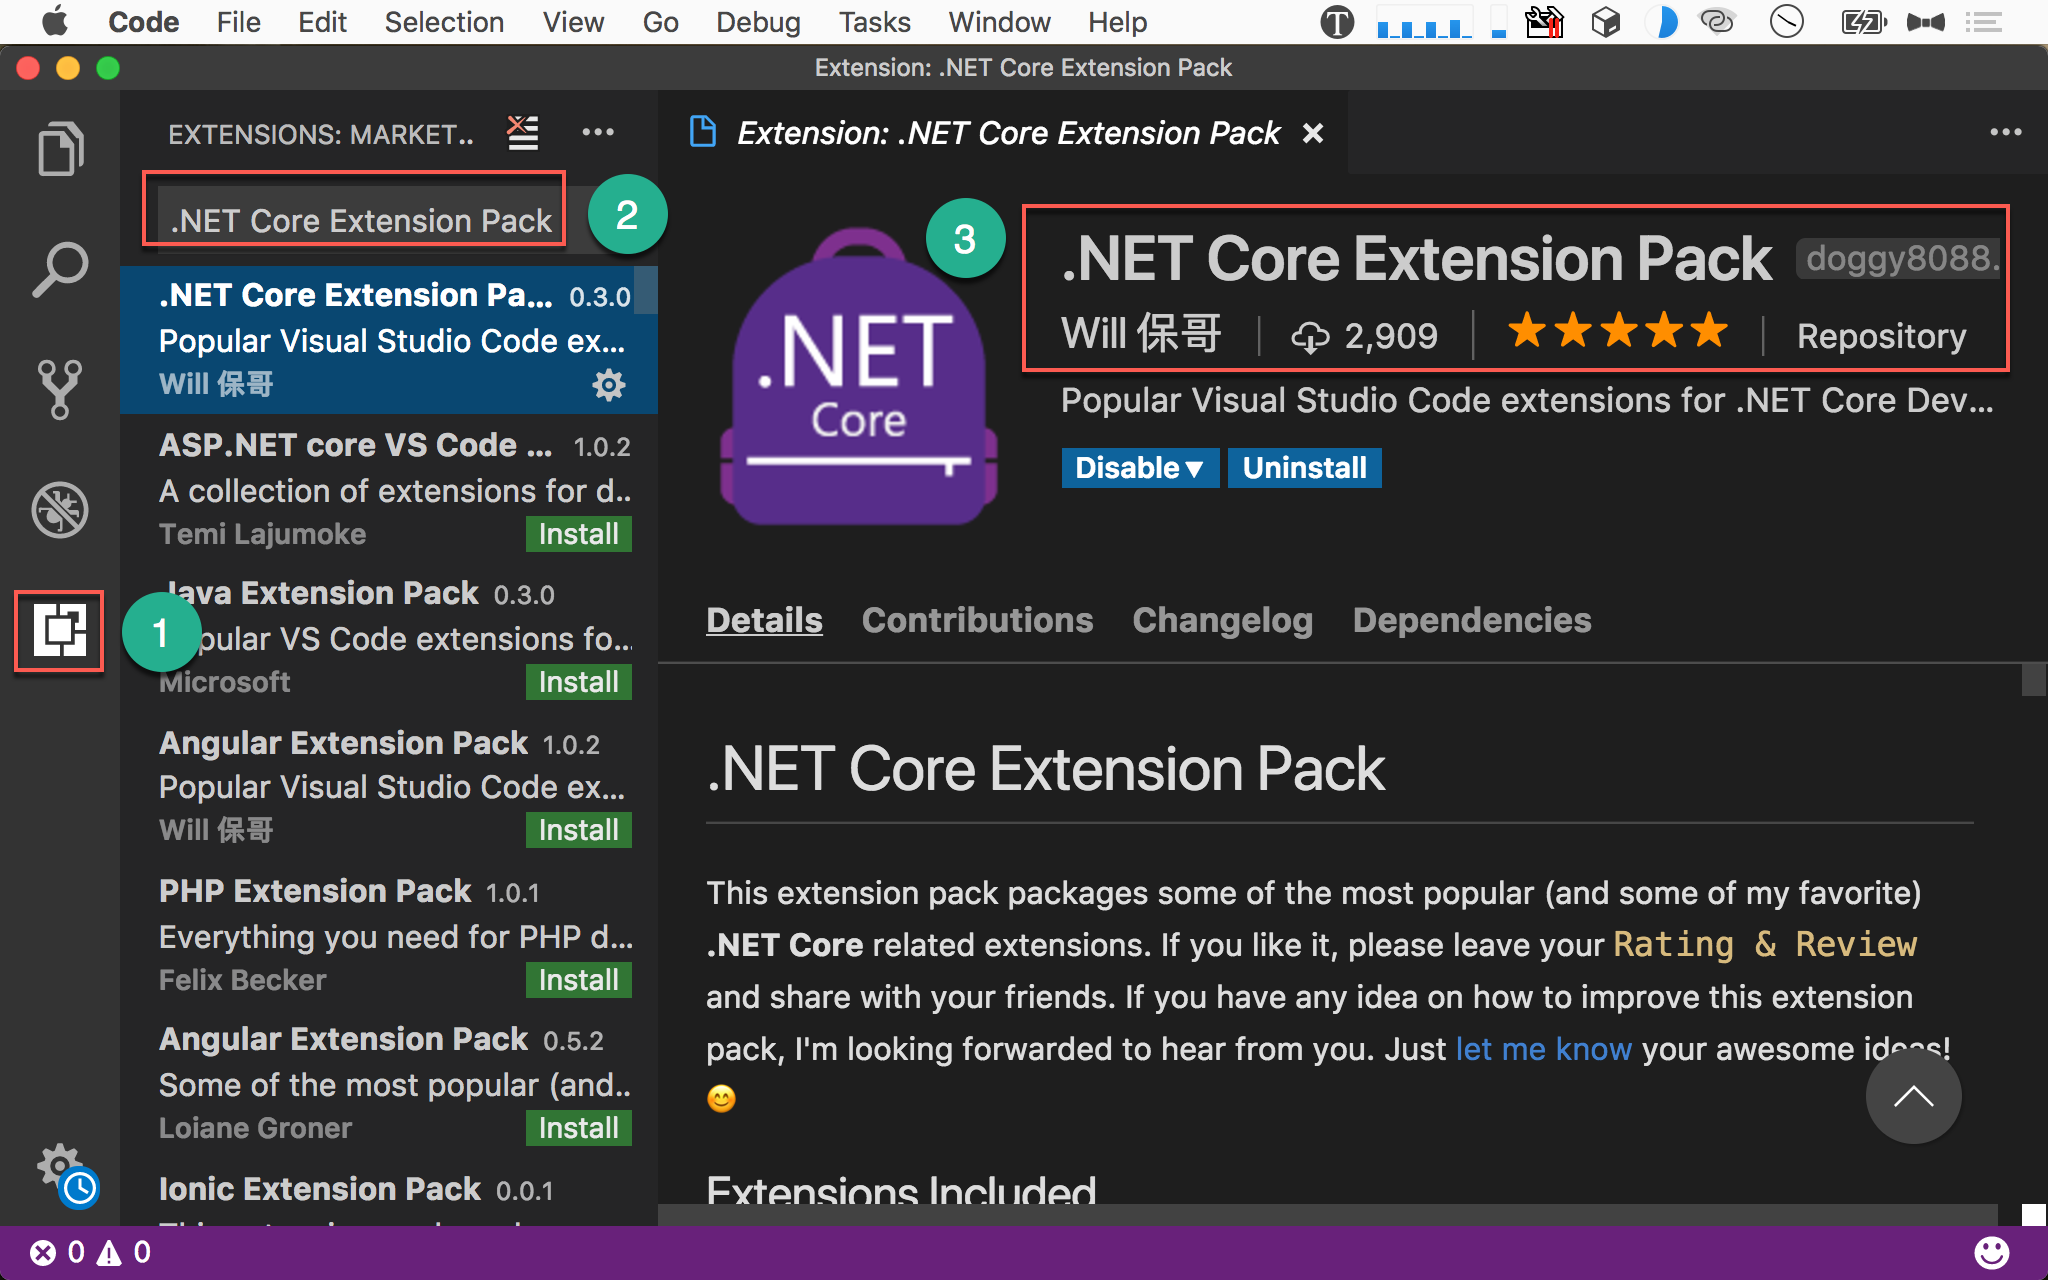 Code File Edit Selection View Go Debug Tasks Window Help
Extension: .NET Core Extension Pack
EXTENSIONS: MARKET..
.NET Core Extension Pack
2
.NET Core Extension Pa... 0.3.0
Popular Visual Studio Code ex...
Will 保哥
ASP.NET core VS Code ... 1.0.2
A collection of extensions for d..
Temi Lajumoke Install
1
Java Extension Pack 0.3.0
pular VS Code extensions fo...
Microsoft Install
Angular Extension Pack 1.0.2
Popular Visual Studio Code ex...
Will 保哥 Install
PHP Extension Pack 1.0.1
Everything you need for PHP d...
Felix Becker Install
Angular Extension Pack 0.5.2
Some of the most popular (and..
Loiane Groner Install
Ionic Extension Pack 0.0.1
Extension: .NET Core Extension Pack
.NET
Core
3
.NET Core Extension Pack doggy8088.
Will 保哥 2,909 Repository
Popular Visual Studio Code extensions for .NET Core Dev...
Disable Uninstall
Details Contributions Changelog Dependencies
.NET Core Extension Pack
This extension pack packages some of the most popular (and some of my favorite)
.NET Core related extensions. If you like it, please leave your Rating & Review
and share with your friends. If you have any idea on how to improve this extension
pack, I'm looking forwarded to hear from you. Just let me know your awesome ideas!
😊
Extensions Included
0 0